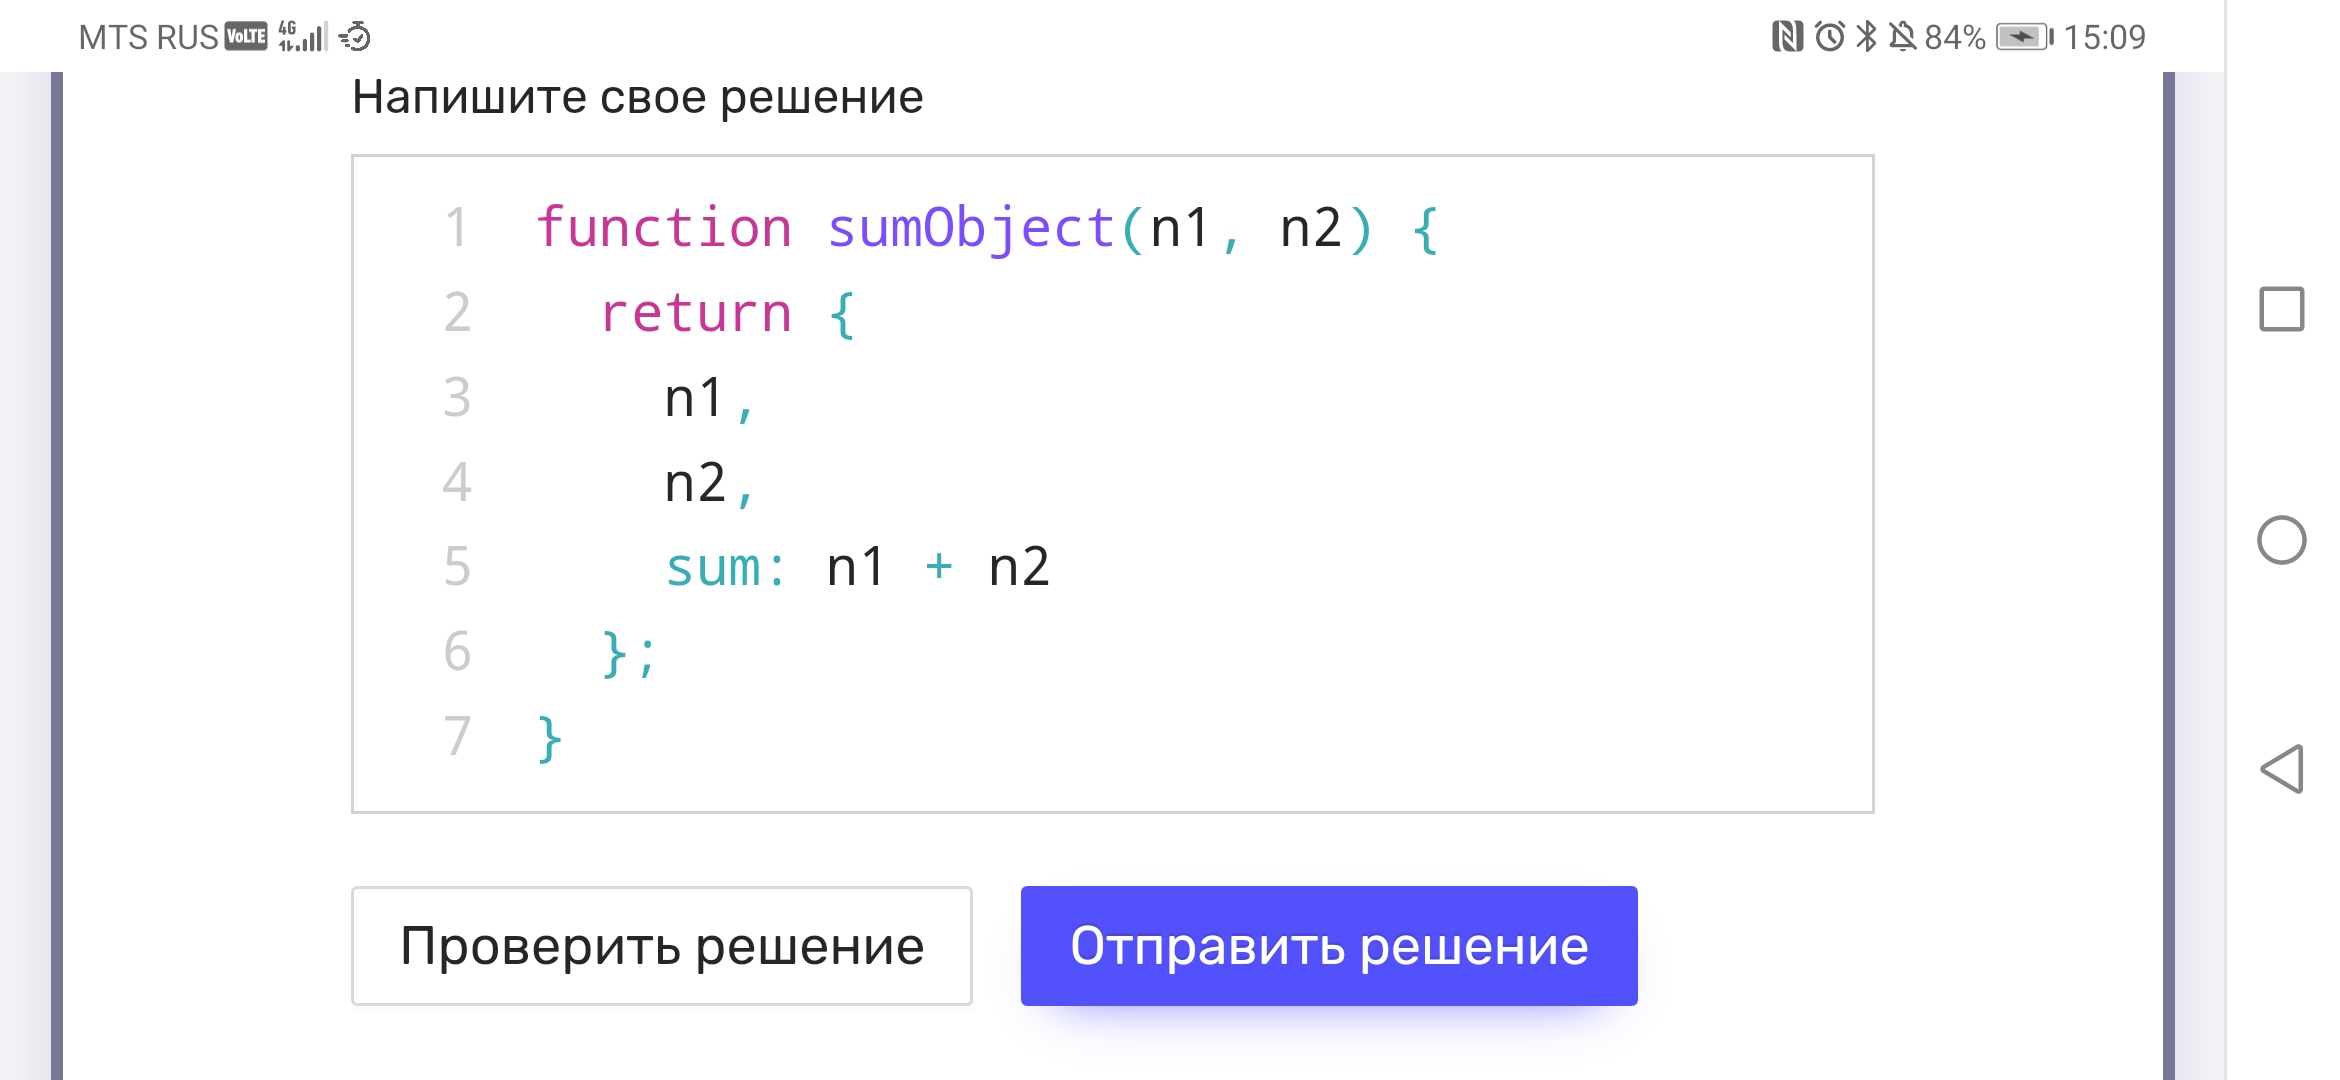 MTS RUS VoLTE 4G 84% 15:09
Напишите свое решение
1 function sumObject(n1, n2) {
2 return {
3 n1,
4 n2,
5 sum: n1 + n2
6 };
7 }
Проверить решение Отправить решение